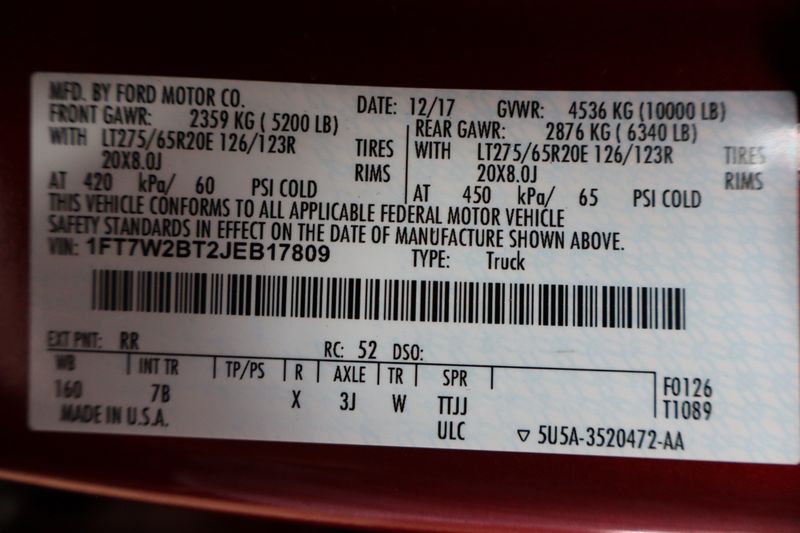 MFD. BY FORD MOTOR CO. DATE: 12/17 GVWR: 4536 KG (10000 LB)
FRONT GAWR: 2359 KG ( 5200 LB) REAR GAWR: 2876 KG ( 6340 LB)
WITH LT275/65R20E 126/123R TIRES WITH LT275/65R20E 126/123R TIRES
20X8.0J RIMS 20X8.0J RIMS
AT 420 kPa/ 60 PSI COLD AT 450 kPa/ 65 PSI COLD
THIS VEHICLE CONFORMS TO ALL APPLICABLE FEDERAL MOTOR VEHICLE
SAFETY STANDARDS IN EFFECT ON THE DATE OF MANUFACTURE SHOWN ABOVE.
VIN: 1FT7W2BT2JEB17809 TYPE: Truck
EXT PNT: RR RC: 52 DSO:
WB INT TR TP/PS R AXLE TR SPR
160 7B X 3J W TTJJ F0126
ULC T1089
MADE IN U.S.A. ▽ 5U5A-3520472-AA